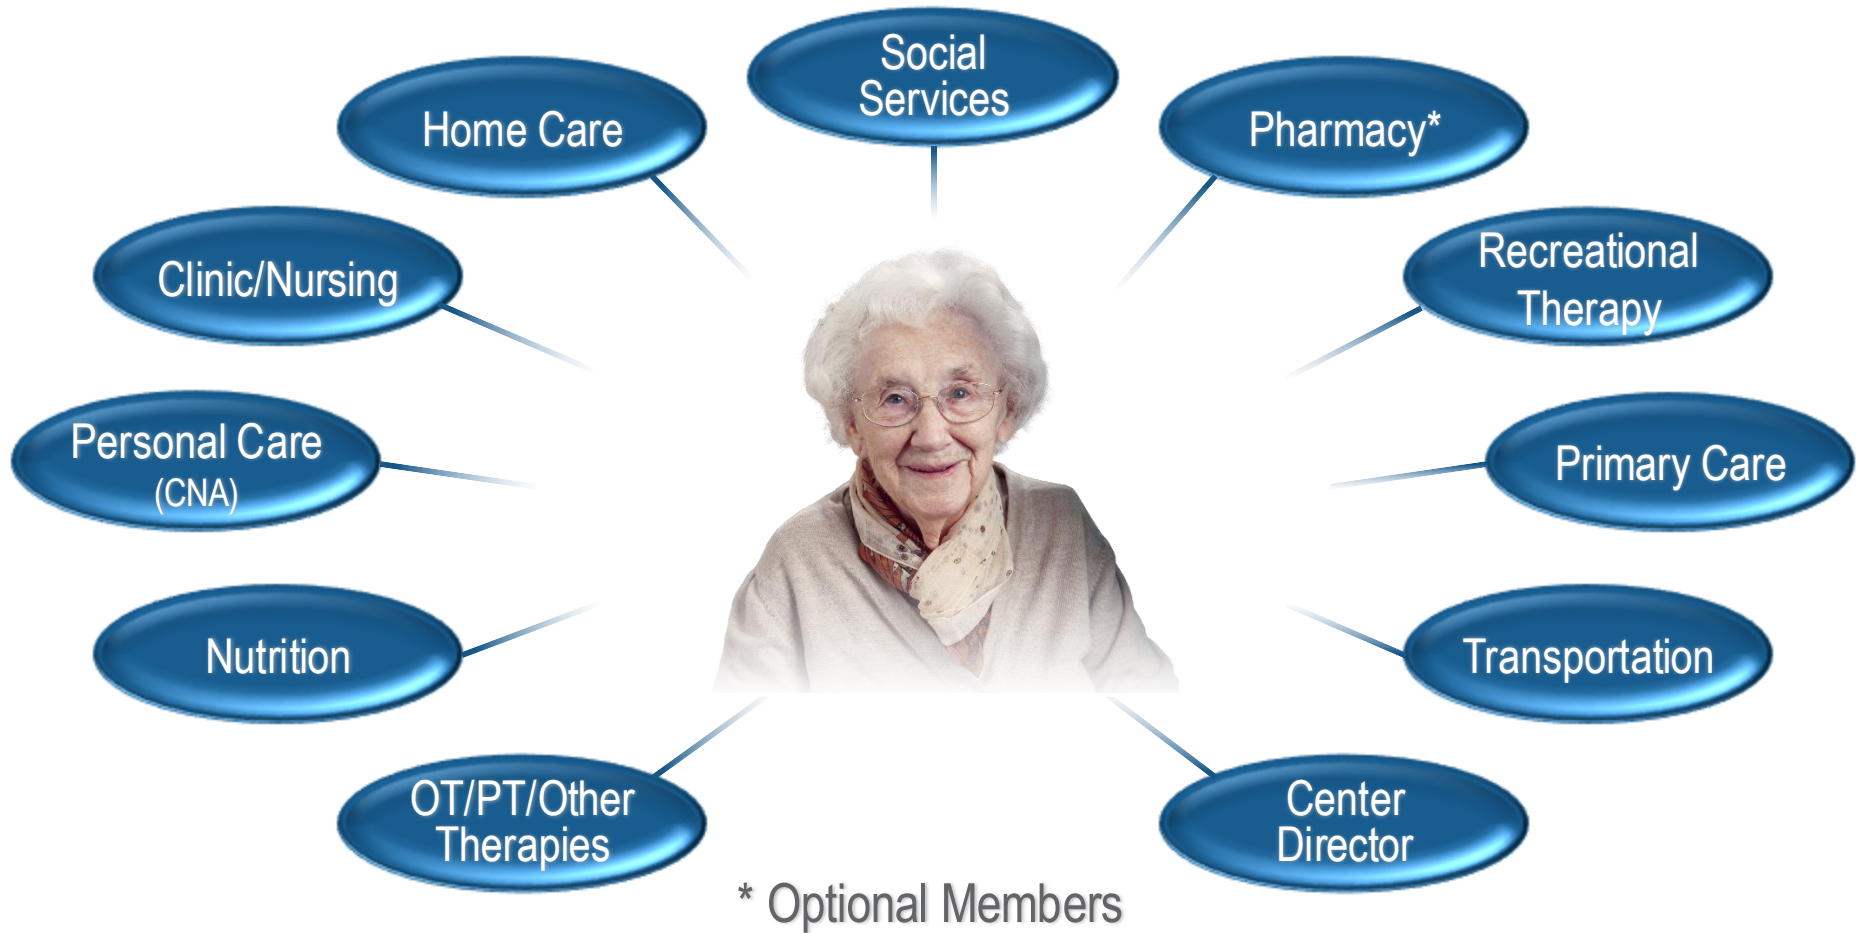 Social
Services
Home Care
Pharmacy*
Clinic/Nursing
Recreational
Therapy
Personal Care
(CNA)
Primary Care
Nutrition
Transportation
OT/PT/Other
Therapies
Center
Director
* Optional Members